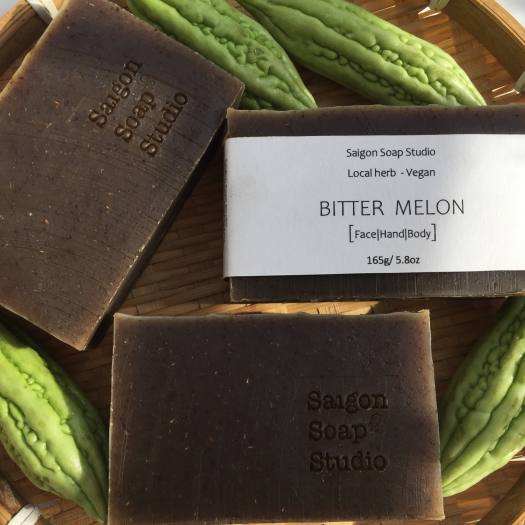 Saigon
Soap
Studio
Saigon Soap Studio
Local herb - Vegan
BITTER MELON
[Face|Hand|Body]
165g/ 5.8oz
Saigon
Soap
Studio